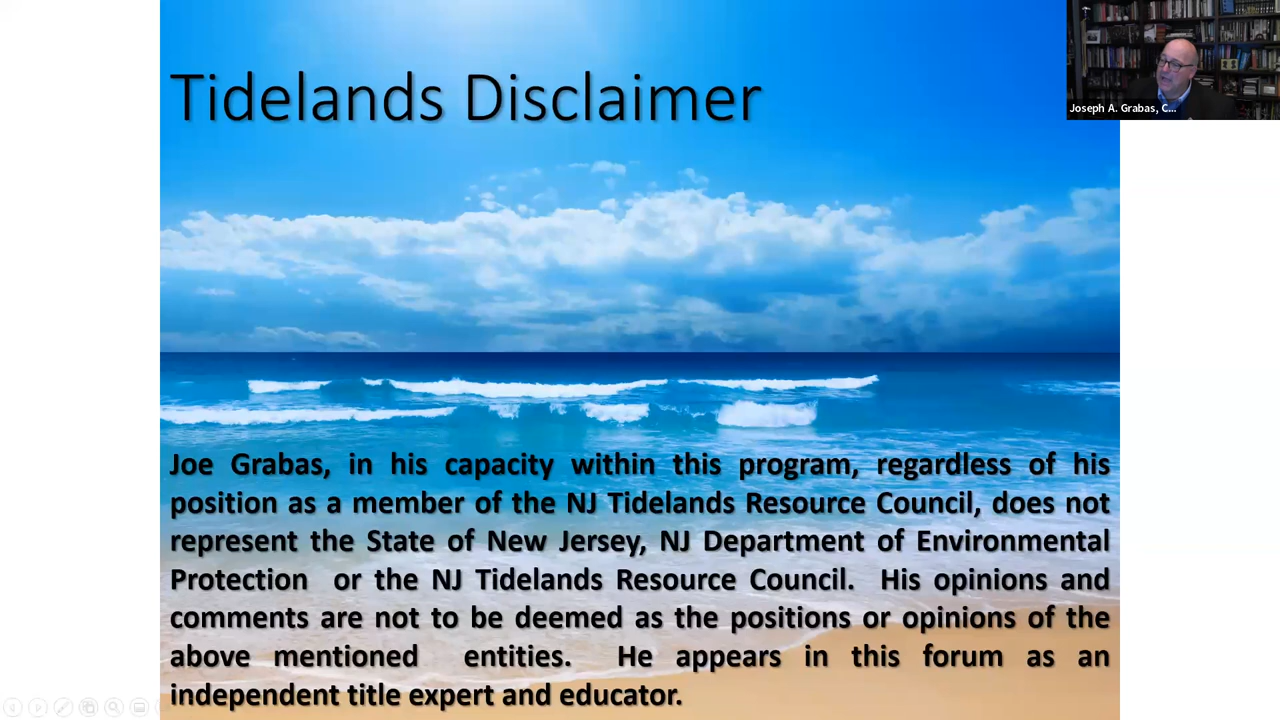 Tidelands Disclaimer
Joseph A. Grabas, C...
Joe Grabas, in his capacity within this program, regardless of his
position as a member of the NJ Tidelands Resource Council, does not
represent the State of New Jersey, NJ Department of Environmental
Protection or the NJ Tidelands Resource Council. His opinions and
comments are not to be deemed as the positions or opinions of the
above mentioned entities. He appears in this forum as an
independent title expert and educator.